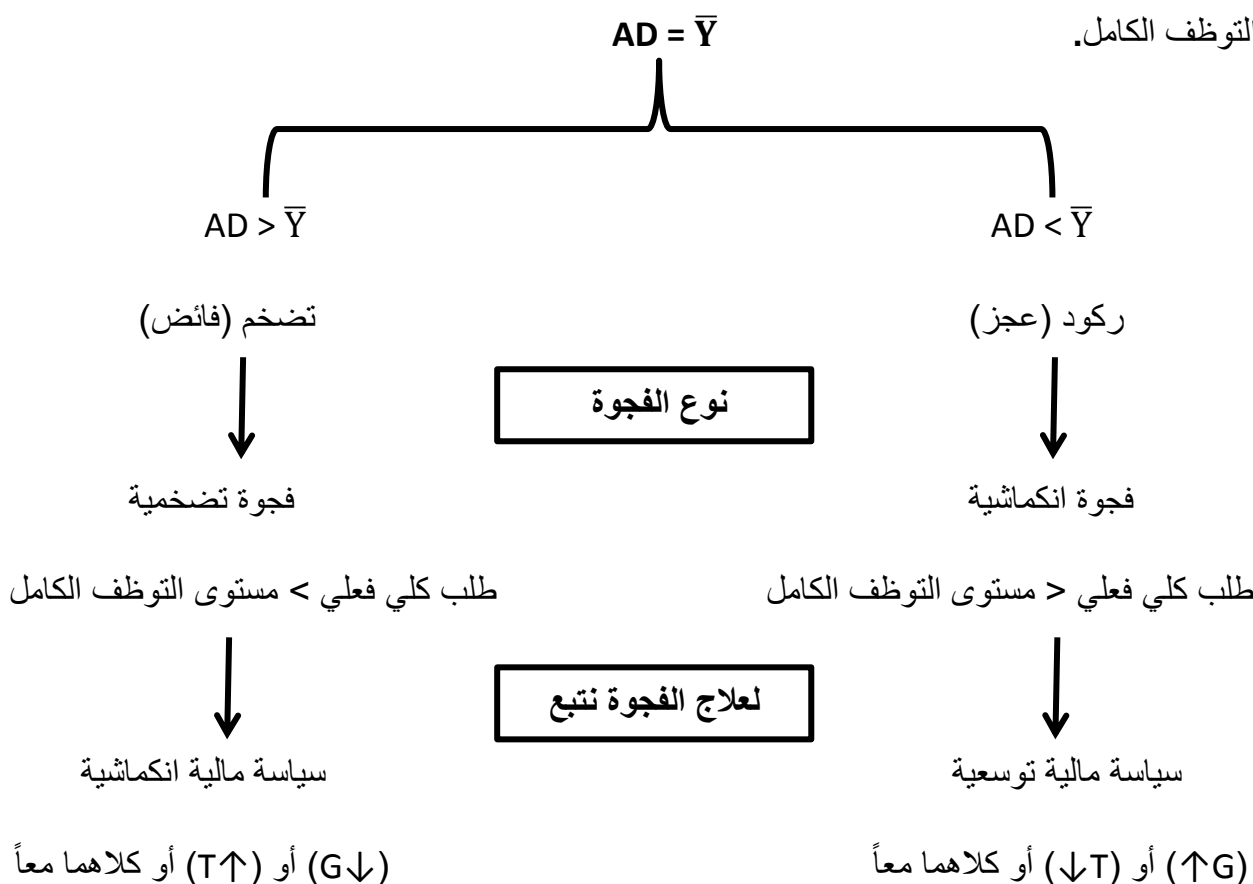 التوظف الكامل.
AD = Y̅
AD < Y̅
AD > Y̅
ركود (عجز)
تضخم (فائض)
نوع الفجوة
فجوة انكماشية
فجوة تضخمية
طلب كلي فعلي < مستوى التوظف الكامل
طلب كلي فعلي > مستوى التوظف الكامل
لعلاج الفجوة نتبع
سياسة مالية توسعية
سياسة مالية انكماشية
(↑G) أو (↓T) أو كلاهما معاً
(G↓) أو (T↑) أو كلاهما معاً